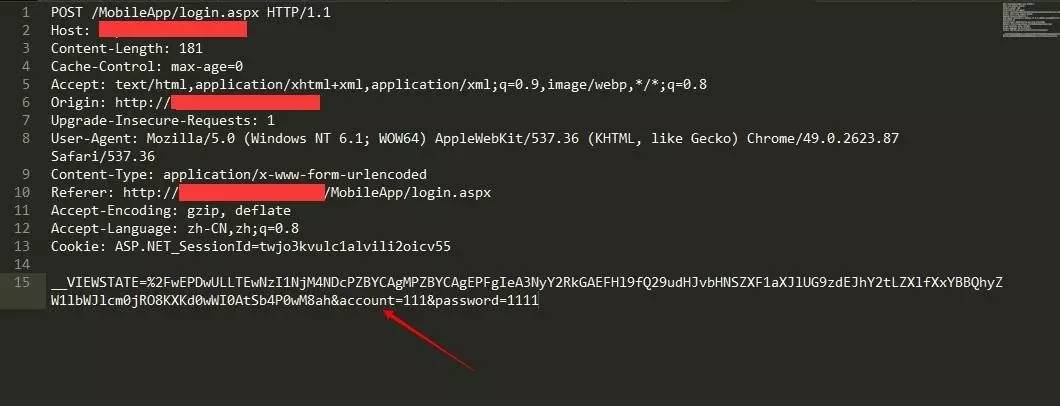 1 POST /MobileApp/login.aspx HTTP/1.1
2 Host:
3 Content-Length: 181
4 Cache-Control: max-age=0
5 Accept: text/html,application/xhtml+xml,application/xml;q=0.9,image/webp,*/*;q=0.8
6 Origin: http://
7 Upgrade-Insecure-Requests: 1
8 User-Agent: Mozilla/5.0 (Windows NT 6.1; WOW64) AppleWebKit/537.36 (KHTML, like Gecko) Chrome/49.0.2623.87
Safari/537.36
9 Content-Type: application/x-www-form-urlencoded
10 Referer: http:// /MobileApp/login.aspx
11 Accept-Encoding: gzip, deflate
12 Accept-Language: zh-CN,zh;q=0.8
13 Cookie: ASP.NET_SessionId=twjo3kvulc1alvili2oicv55
14
15 __VIEWSTATE=%2FwEPDwULLTEwNzI1NjM4NDcPZBYCAgMPZBYCAgEPFgIeA3NyY2RkGAEFHl9fQ29udHJvbHNSZXF1aXJlUG9zdEJhY2tLZXlfXxYBBQhyZ
W1lbWJlcm0jRO8KXKd0wWI0AtSb4P0wM8ah&account=111&password=1111